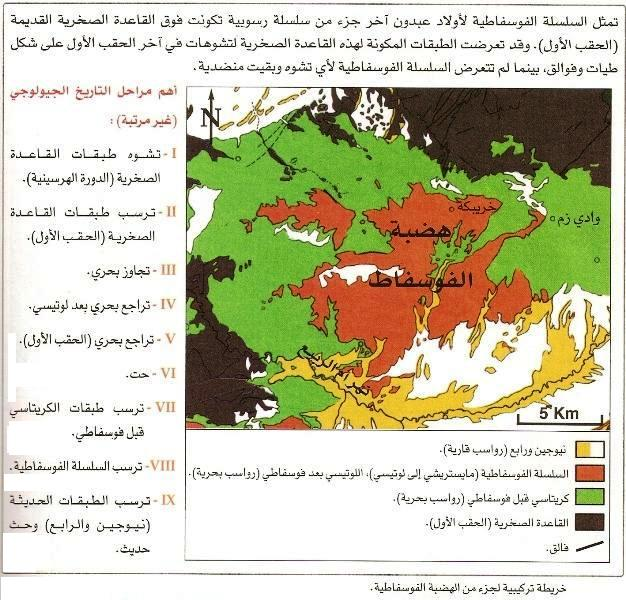 تمثل السلسلة الفوسفاطية لأولاد عبدون آخر جزء من سلسلة رسوبية تكونت فوق القاعدة الصخرية القديمة
(الحقب الأول). وقد تعرضت الطبقات المكونة لهذه القاعدة الصخرية لتشوهات في آخر الحقب الأول على شكل
طيات وفوالق، بينما لم تتعرض السلسلة الفوسفاطية لأي تشوه وبقيت منضدية.
أهم مراحل التاريخ الجيولوجي
(غير مرتبة) :
I - تشوه طبقات القاعدة
الصخرية (الدورة الهرسينية).
II - ترسب طبقات القاعدة
الصخرية (الحقب الأول).
III - تجاوز بحري.
IV - تراجع بحري بعد لوتيسي.
V - تراجع بحري (الحقب الأول).
VI - حت.
VII - ترسب طبقات الكريتاسي
قبل فوسفاطي.
VIII - ترسب السلسلة الفوسفاطية.
IX - ترسب الطبقات الحديثة
(نيوجين والرابع) وحث
حديث.
N
خريبكة
وادي زم
هضبة
الفوسفاط
5 Km
نيوجين ورابع (رواسب قارية).
السلسلة الفوسفاطية (مايستريشي إلى لوتيسي)، اللوتيسي بعد فوسفاطي (رواسب بحرية).
كريتاسي قبل فوسفاطي (رواسب بحرية).
القاعدة الصخرية (الحقب الأول).
فالق.
خريطة تركيبية لجزء من الهضبة الفوسفاطية.